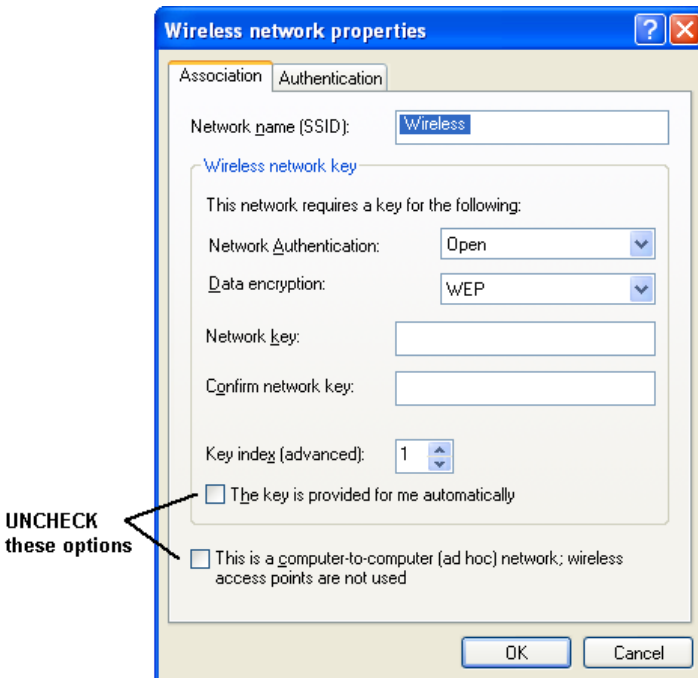 Wireless network properties
Association Authentication
Network name (SSID): Wireless
Wireless network key
This network requires a key for the following:
Network Authentication: Open
Data encryption: WEP
Network key:
Confirm network key:
Key index (advanced): 1
The key is provided for me automatically
UNCHECK
these options
This is a computer-to-computer (ad hoc) network; wireless
access points are not used
OK Cancel